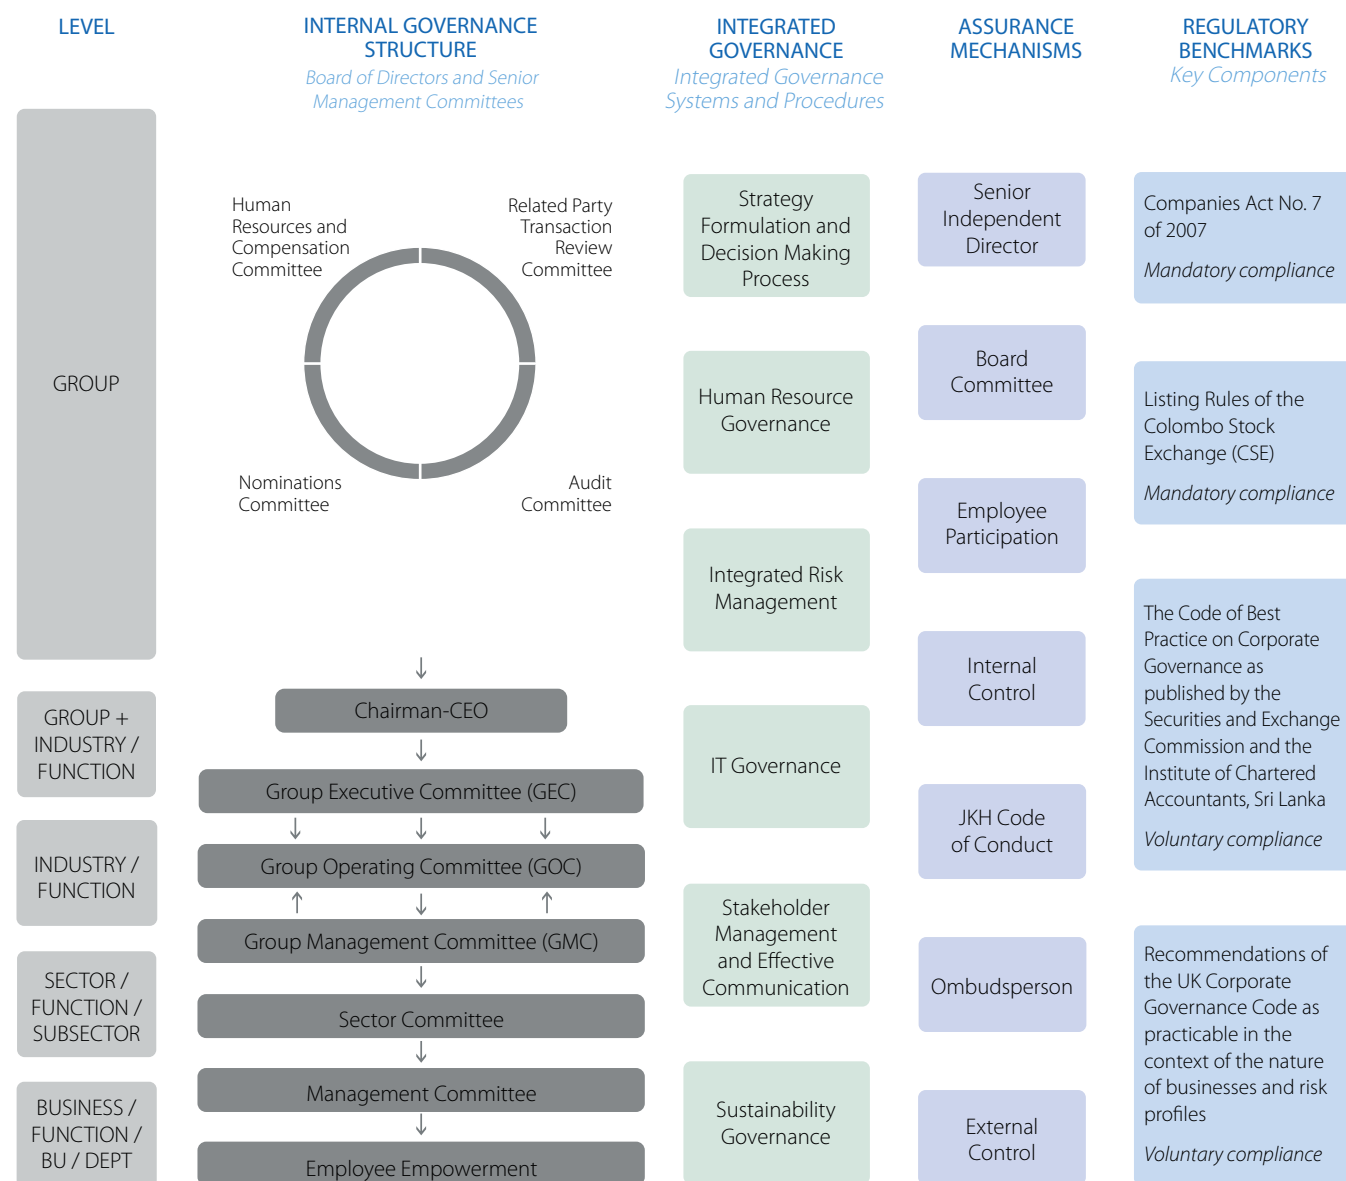 LEVEL
GROUP
GROUP +
INDUSTRY /
FUNCTION
INDUSTRY /
FUNCTION
SECTOR /
FUNCTION /
SUBSECTOR
BUSINESS /
FUNCTION /
BU / DEPT
INTERNAL GOVERNANCE
STRUCTURE
Board of Directors and Senior
Management Committees
Human
Resources and
Compensation
Committee
Related Party
Transaction
Review
Committee
Nominations
Committee
Audit
Committee
Chairman-CEO
Group Executive Committee (GEC)
Group Operating Committee (GOC)
Group Management Committee (GMC)
Sector Committee
Management Committee
Employee Empowerment
INTEGRATED
GOVERNANCE
Integrated Governance
Systems and Procedures
Strategy
Formulation and
Decision Making
Process
Human Resource
Governance
Integrated Risk
Management
IT Governance
Stakeholder
Management
and Effective
Communication
Sustainability
Governance
ASSURANCE
MECHANISMS
Senior
Independent
Director
Board
Committee
Employee
Participation
Internal
Control
JKH Code
of Conduct
Ombudsperson
External
Control
REGULATORY
BENCHMARKS
Key Components
Companies Act No. 7
of 2007
Mandatory compliance
Listing Rules of the
Colombo Stock
Exchange (CSE)
Mandatory compliance
The Code of Best
Practice on Corporate
Governance as
published by the
Securities and Exchange
Commission and the
Institute of Chartered
Accountants, Sri Lanka
Voluntary compliance
Recommendations of
the UK Corporate
Governance Code as
practicable in the
context of the nature
of businesses and risk
profiles
Voluntary compliance